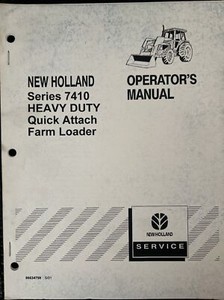 NEW HOLLAND
Series 7410
HEAVY DUTY
Quick Attach
Farm Loader
OPERATOR'S
MANUAL
NEW HOLLAND
SERVICE